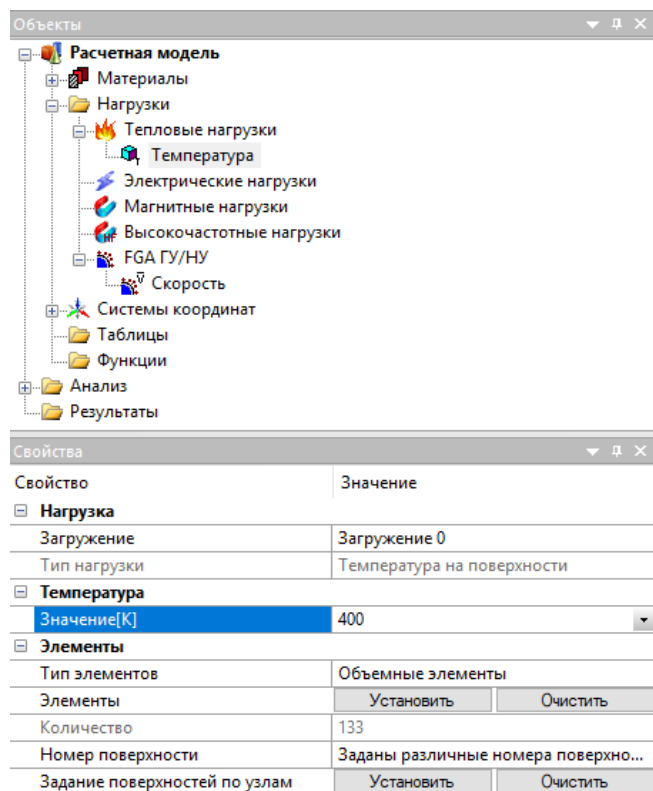 Объекты
Расчетная модель
Материалы
Нагрузки
Тепловые нагрузки
Температура
Электрические нагрузки
Магнитные нагрузки
Высокочастотные нагрузки
FGA ГУ/НУ
Скорость
Системы координат
Таблицы
Функции
Анализ
Результаты
Свойства
Свойство Значение
Нагрузка
Загружение Загружение 0
Тип нагрузки Температура на поверхности
Температура
Значение[К] 400
Элементы
Тип элементов Объемные элементы
Элементы Установить Очистить
Количество 133
Номер поверхности Заданы различные номера поверхно...
Задание поверхностей по узлам Установить Очистить